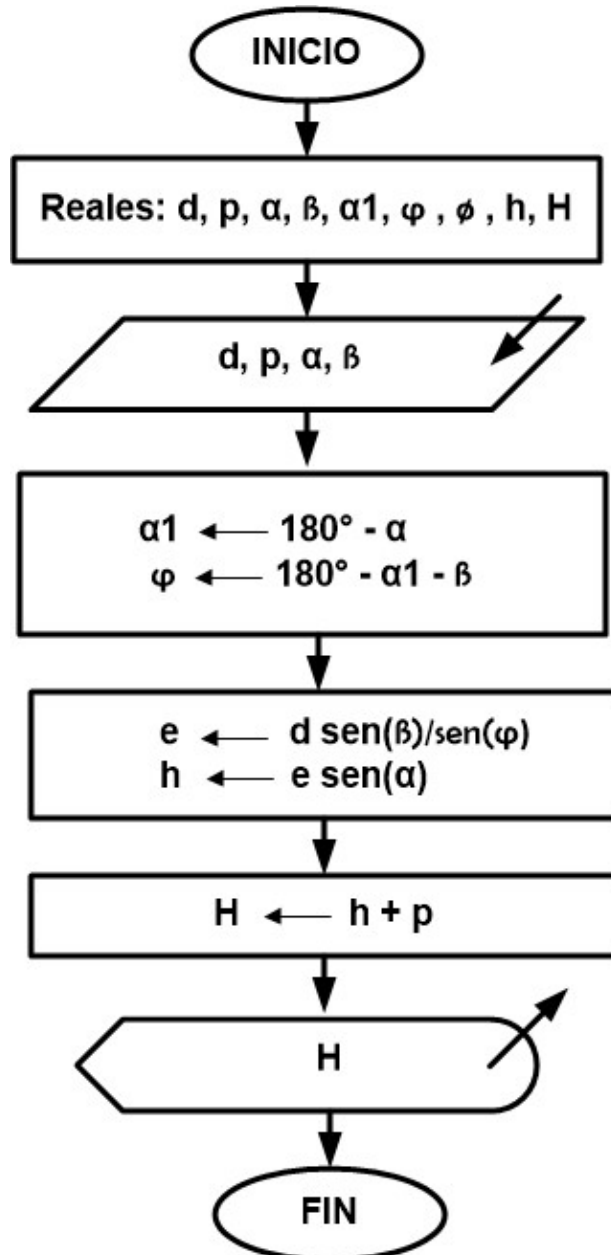 INICIO
Reales: d, p, α, ß, α1, φ , ø , h, H
d, p, α, ß
α1 ← 180° - α
φ ← 180° - α1 - ß
e ← d sen(ß)/sen(φ)
h ← e sen(α)
H ← h + p
H
FIN